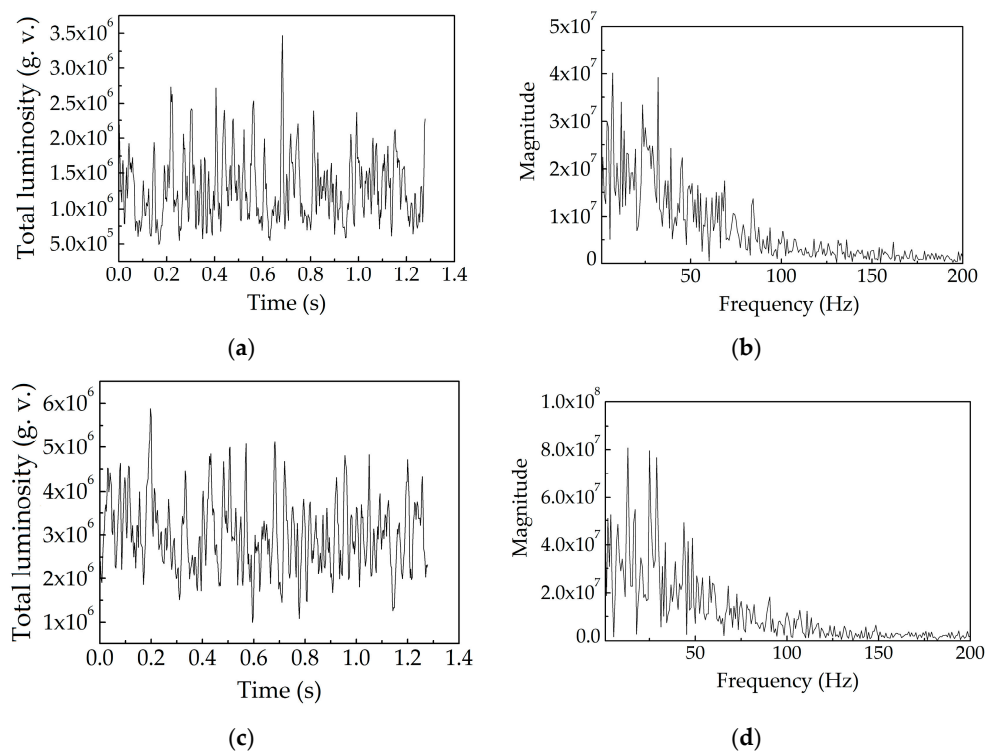 Total luminosity (g. v.)
3.5x10⁶
3.0x10⁶
2.5x10⁶
2.0x10⁶
1.5x10⁶
1.0x10⁶
5.0x10⁵
0.0 0.2 0.4 0.6 0.8 1.0 1.2 1.4
Time (s)
(a)
Magnitude
5x10⁷
4x10⁷
3x10⁷
2x10⁷
1x10⁷
0
50 100 150 200
Frequency (Hz)
(b)
Total luminosity (g. v.)
6x10⁶
5x10⁶
4x10⁶
3x10⁶
2x10⁶
1x10⁶
0.0 0.2 0.4 0.6 0.8 1.0 1.2 1.4
Time (s)
(c)
Magnitude
1.0x10⁸
8.0x10⁷
6.0x10⁷
4.0x10⁷
2.0x10⁷
0.0
50 100 150 200
Frequency (Hz)
(d)